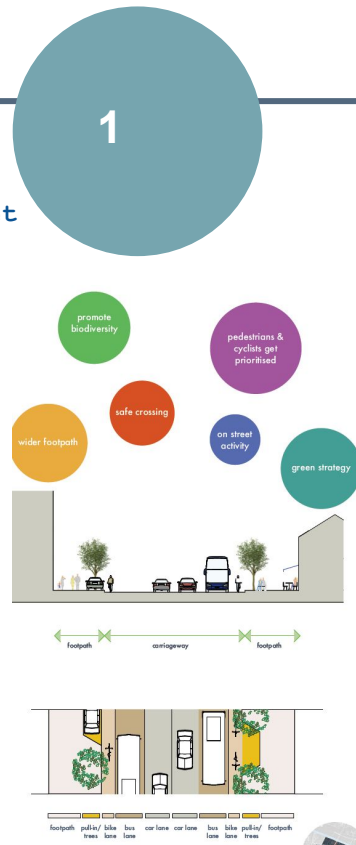 1
t
promote
biodiversity
pedestrians &
cyclists get
prioritised
safe crossing
wider footpath
on street
activity
green strategy
footpath
carriageway
footpath
footpath
pull-in/
trees
bike
lane
bus
lane
car lane
car lane
bus
lane
bike
lane
pull-in/
trees
footpath